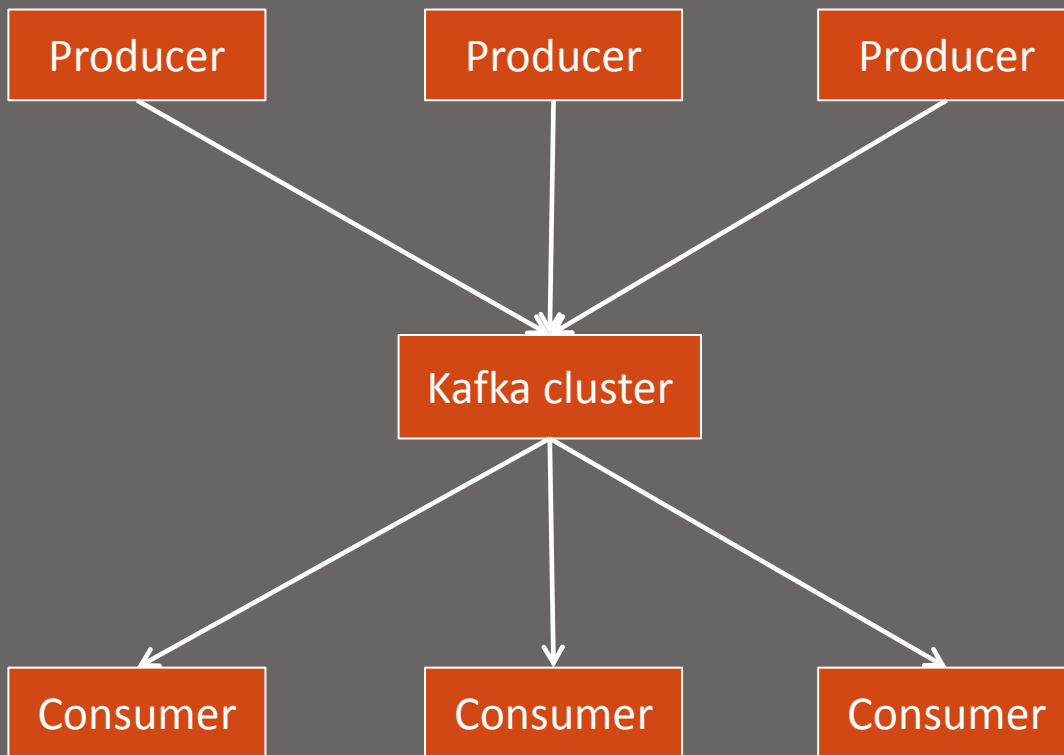 Producer
Producer
Producer
Kafka cluster
Consumer
Consumer
Consumer